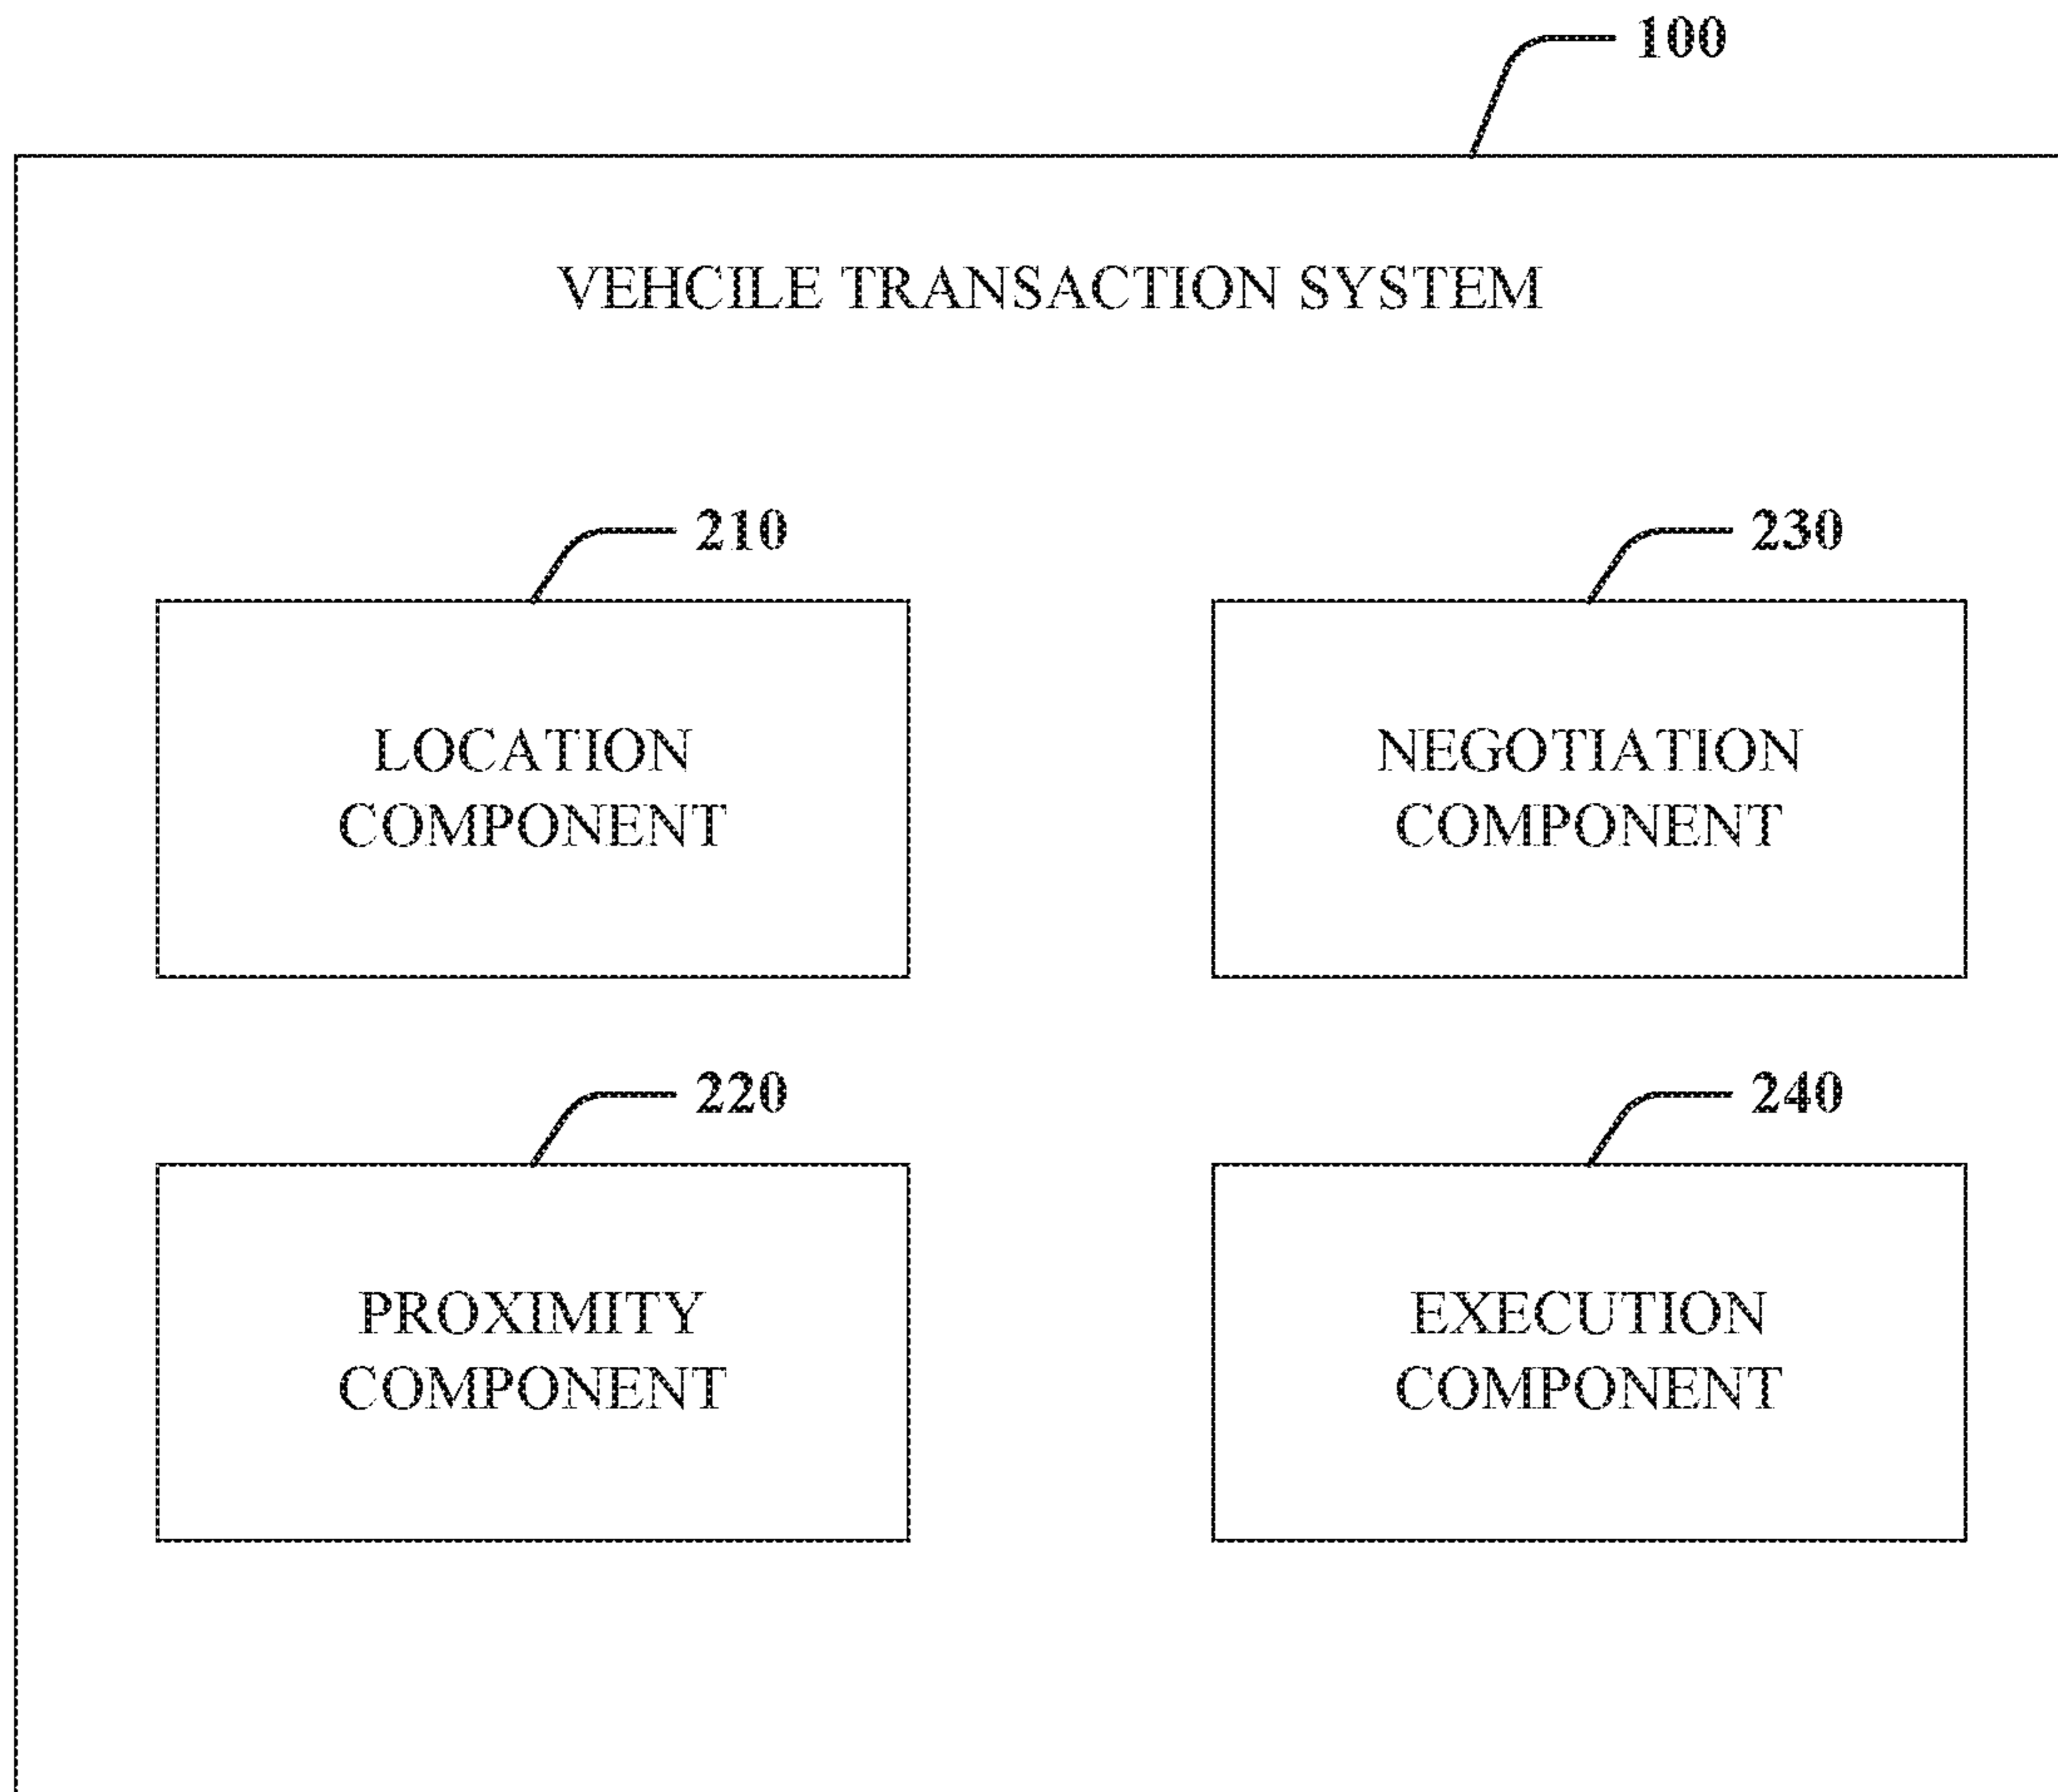 100
VEHCILE TRANSACTION SYSTEM
210
LOCATION
COMPONENT
230
NEGOTIATION
COMPONENT
220
PROXIMITY
COMPONENT
240
EXECUTION
COMPONENT